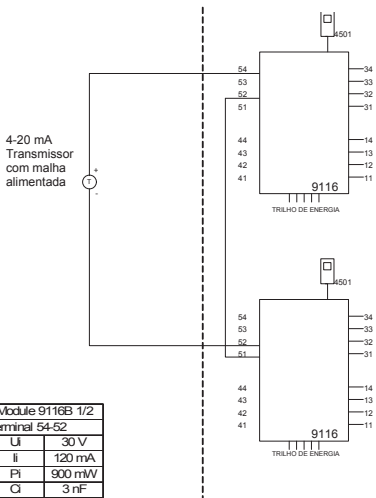 4501
54
53
52
51
34
33
32
31
44
43
42
41
14
13
12
11
9116
TRILHO DE ENERGIA
4-20 mA
Transmissor
com malha
alimentada
+
T
-
4501
54
53
52
51
34
33
32
31
44
43
42
41
14
13
12
11
9116
TRILHO DE ENERGIA
Module 9116B 1/2
erminal 54-52
Ui 30 V
Ii 120 mA
Pi 900 mW
Ci 3 nF